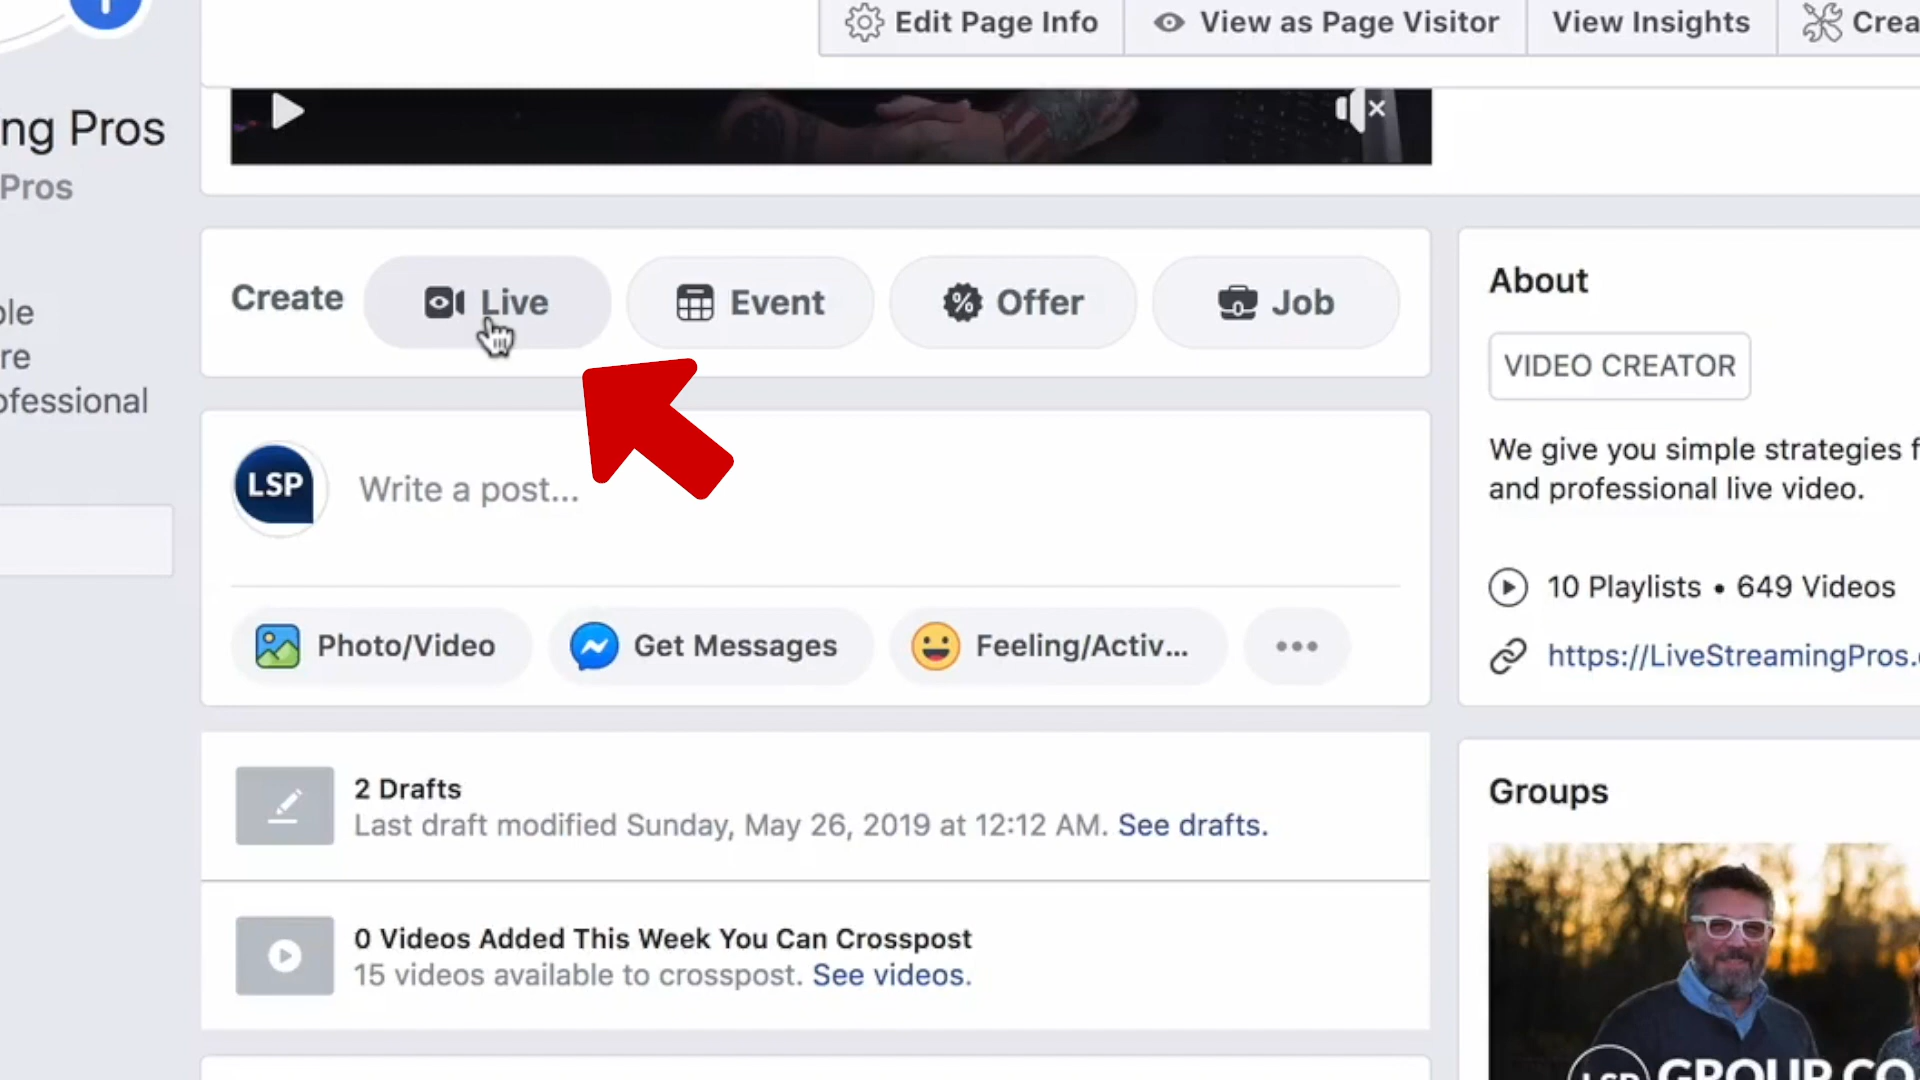 Edit Page Info
View as Page Visitor
View Insights
ng Pros
Pros
ofessional
Create
Live
Event
Offer
Job
LSP
Write a post...
Photo/Video
Get Messages
Feeling/Activ...
2 Drafts
Last draft modified Sunday, May 26, 2019 at 12:12 AM. See drafts.
0 Videos Added This Week You Can Crosspost
15 videos available to crosspost. See videos.
About
VIDEO CREATOR
We give you simple strategies f
and professional live video.
10 Playlists • 649 Videos
https://LiveStreamingPros.
Groups
LSP GROUP CO